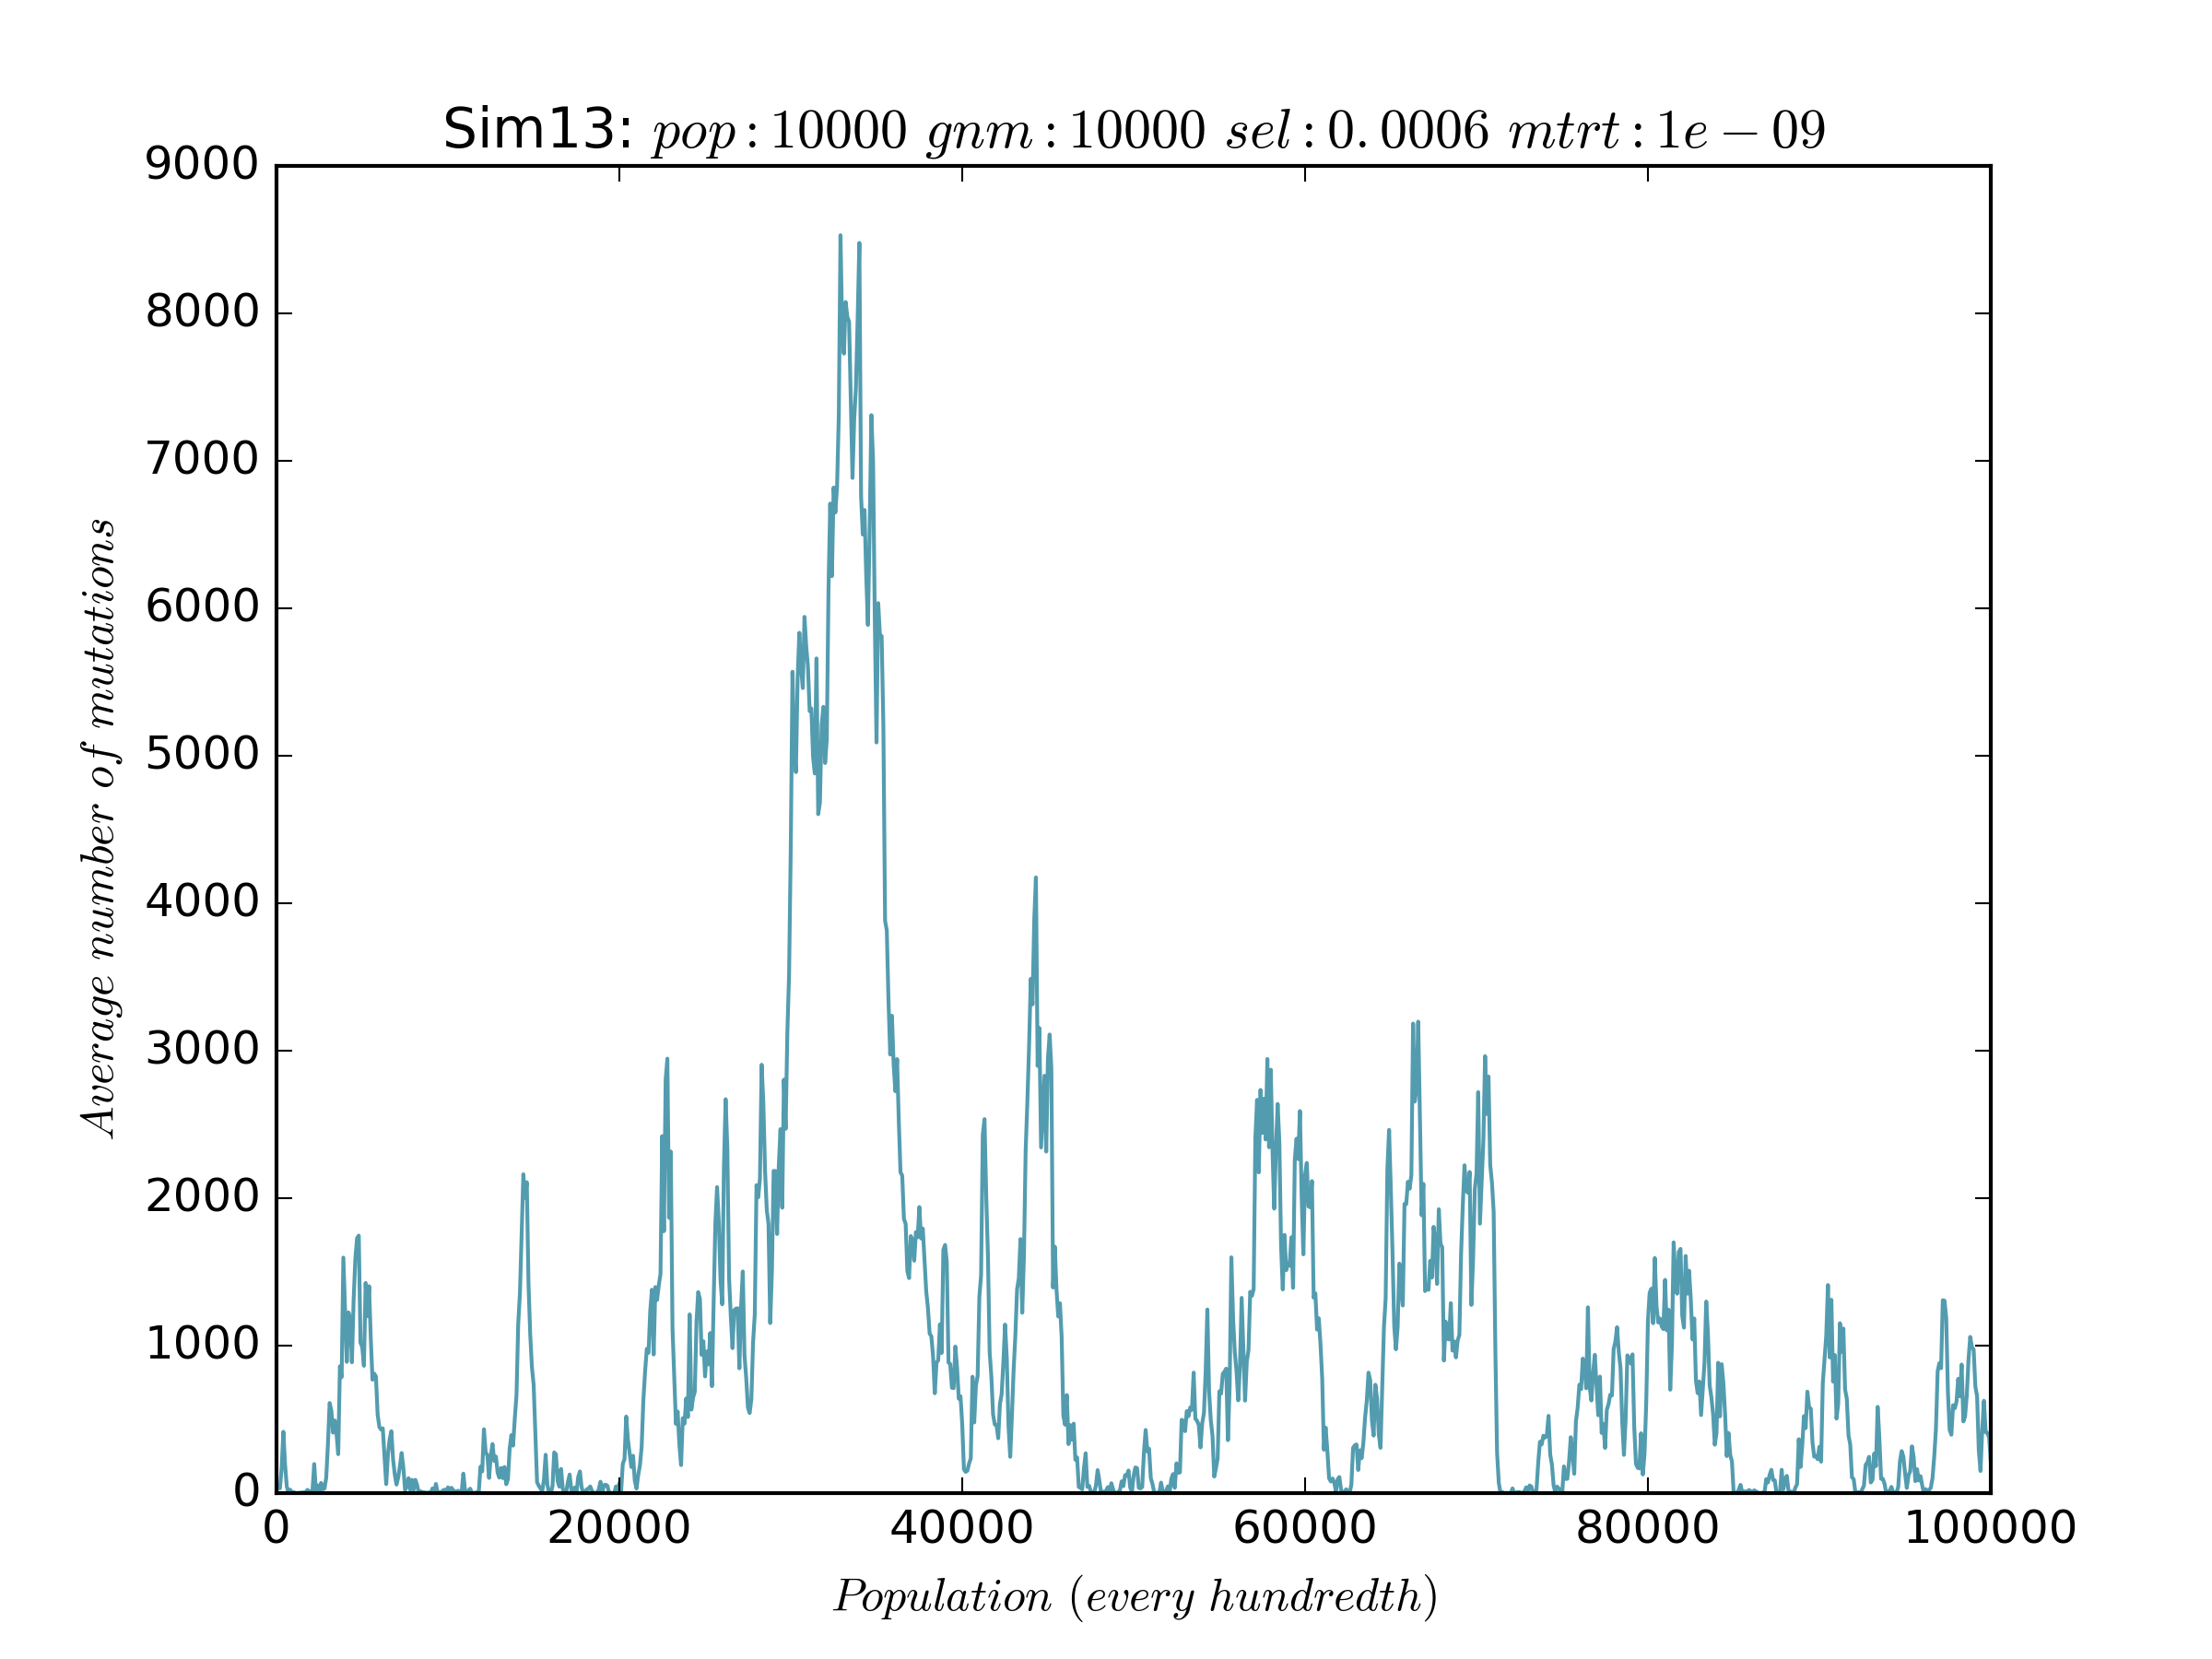 Sim13: pop : 10000 gnm : 10000 sel : 0.0006 mtrt : 1e − 09
9000
8000
7000
6000
5000
4000
3000
2000
1000
0
Average number of mutations
0 20000 40000 60000 80000 100000
Population (every hundredth)